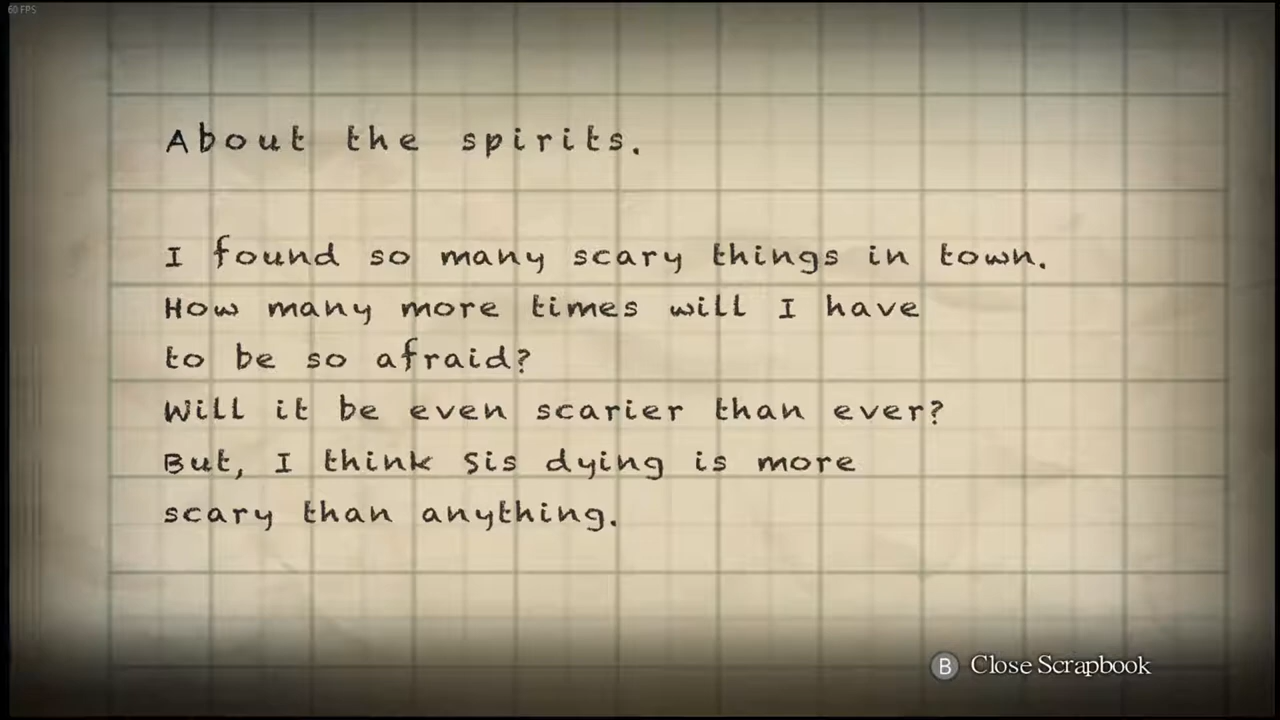 60 FPS
About the spirits.
I found so many scary things in town.
How many more times will I have
to be so afraid?
Will it be even scarier than ever?
But, I think Sis dying is more
scary than anything.
B Close Scrapbook